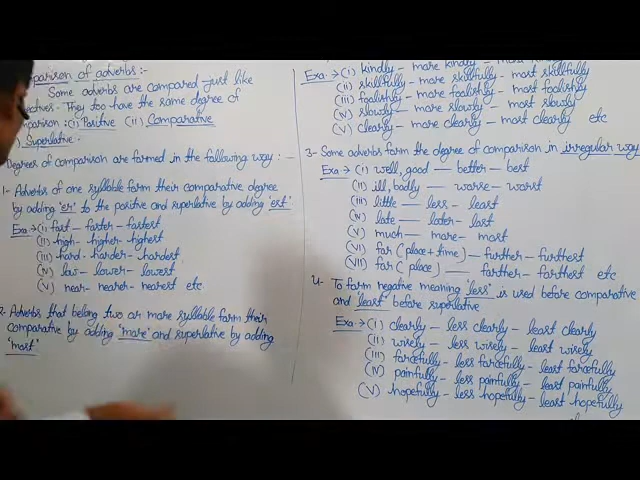 parison of adverbs :-
Some adverbs are compared just like
ectives. They too have the same degree of
mparison :(i) Positive (ii) Comparative
) Superlative.
Degrees of comparison are formed in the following way : -
1- Adverbs of one syllable form their comparative degree
by adding 'er' to the positive and superlative by adding 'est'
Exa → (I) fast - faster - fastest
(II) high - higher - highest
(III) hard - harder - hardest
(IV) low - lower - lowest
(V) near - nearer - nearest etc
2- Adverbs that belong two or more syllable form their
comparative by adding 'more' and superlative by adding
'most'
Exa → (I) kindly - more kindly -
(II) skillfully - more skillfully - most skillfully
(III) foolishly - more foolishly - most foolishly
(IV) slowly - more slowly - most slowly
(V) clearly - more clearly - most clearly etc
3- Some adverbs form the degree of comparison in irregular way
Exa → (I) well, good — better - best
(II) ill, badly — worse - worst
(III) little — less - least
(IV) late — later - last
(V) much — more - most
(VI) far (place + time) — further - furthest
(VII) far (place) — farther - farthest etc
4- To form negative meaning 'less' is used before comparative
and 'least' before superlative
Exa → (I) clearly - less clearly - least clearly
(II) wisely - less wisely - least wisely
(III) forcefully - less forcefully - least forcefully
(IV) painfully - less painfully - least painfully
(V) hopefully - less hopefully - least hopefully